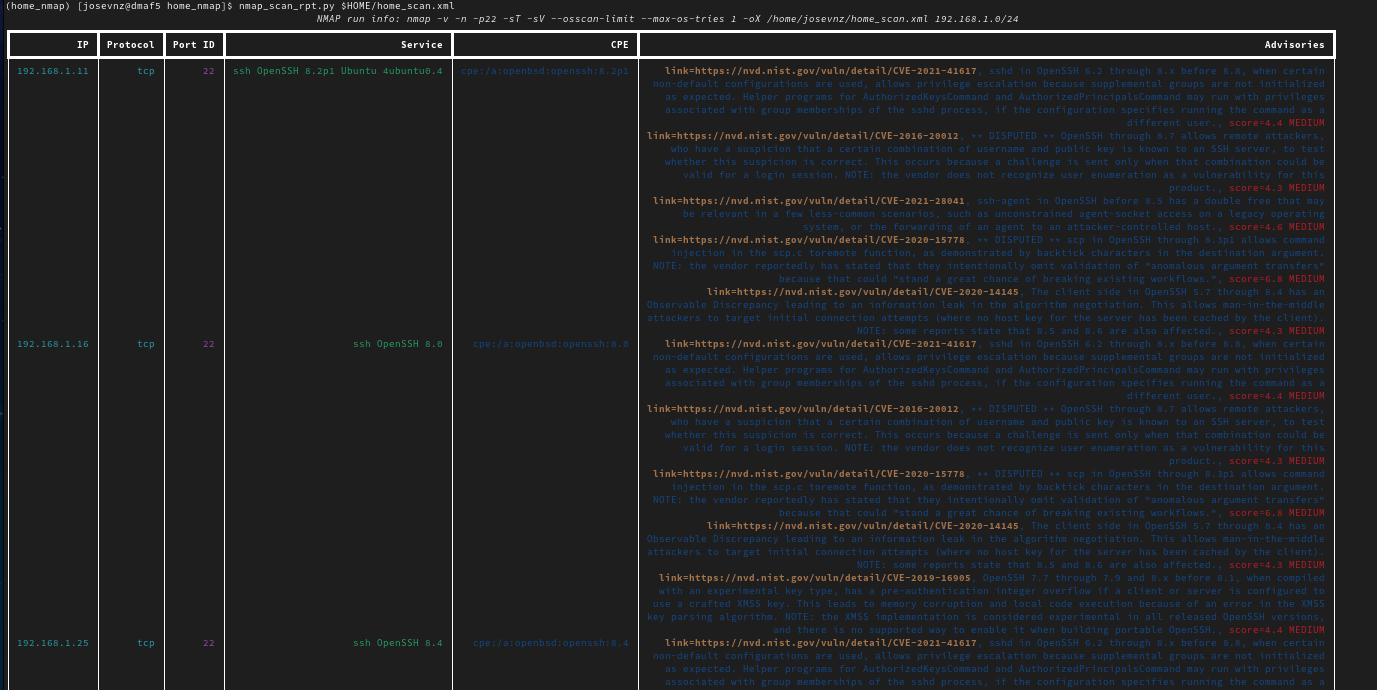 (home_nmap) [josevnz@dmaf5 home_nmap]$ nmap_scan_rpt.py $HOME/home_scan.xml
NMAP run info: nmap -v -n -p22 -sT -sV --osscan-limit --max-os-tries 1 -oX /home/josevnz/home_scan.xml 192.168.1.0/24
IP Protocol Port ID Service CPE Advisories
192.168.1.11 tcp 22 ssh OpenSSH 8.2p1 Ubuntu 4ubuntu0.4 cpe:/a:openbsd:openssh:8.2p1 link=https://nvd.nist.gov/vuln/detail/CVE-2021-41617, sshd in OpenSSH 6.2 through 8.x before 8.8, when certain
non-default configurations are used, allows privilege escalation because supplemental groups are not initialized
as expected. Helper programs for AuthorizedKeysCommand and AuthorizedPrincipalsCommand may run with privileges
associated with group memberships of the sshd process, if the configuration specifies running the command as a
different user., score=4.4 MEDIUM
link=https://nvd.nist.gov/vuln/detail/CVE-2016-20012, ** DISPUTED ** OpenSSH through 8.7 allows remote attackers,
who have a suspicion that a certain combination of username and public key is known to an SSH server, to test
whether this suspicion is correct. This occurs because a challenge is sent only when that combination could be
valid for a login session. NOTE: the vendor does not recognize user enumeration as a vulnerability for this
product., score=4.3 MEDIUM
link=https://nvd.nist.gov/vuln/detail/CVE-2021-28041, ssh-agent in OpenSSH before 8.5 has a double free that may
be relevant in a few less-common scenarios, such as unconstrained agent-socket access on a legacy operating
system, or the forwarding of an agent to an attacker-controlled host., score=4.6 MEDIUM
link=https://nvd.nist.gov/vuln/detail/CVE-2020-15778, ** DISPUTED ** scp in OpenSSH through 8.3p1 allows command
injection in the scp.c toremote function, as demonstrated by backtick characters in the destination argument.
NOTE: the vendor reportedly has stated that they intentionally omit validation of "anomalous argument transfers"
because that could "stand a great chance of breaking existing workflows.", score=6.8 MEDIUM
link=https://nvd.nist.gov/vuln/detail/CVE-2020-14145, The client side in OpenSSH 5.7 through 8.4 has an
Observable Discrepancy leading to an information leak in the algorithm negotiation. This allows man-in-the-middle
attackers to target initial connection attempts (where no host key for the server has been cached by the client).
NOTE: some reports state that 8.5 and 8.6 are also affected., score=4.3 MEDIUM
192.168.1.16 tcp 22 ssh OpenSSH 8.0 cpe:/a:openbsd:openssh:8.0 link=https://nvd.nist.gov/vuln/detail/CVE-2021-41617, sshd in OpenSSH 6.2 through 8.x before 8.8, when certain
non-default configurations are used, allows privilege escalation because supplemental groups are not initialized
as expected. Helper programs for AuthorizedKeysCommand and AuthorizedPrincipalsCommand may run with privileges
associated with group memberships of the sshd process, if the configuration specifies running the command as a
different user., score=4.4 MEDIUM
link=https://nvd.nist.gov/vuln/detail/CVE-2016-20012, ** DISPUTED ** OpenSSH through 8.7 allows remote attackers,
who have a suspicion that a certain combination of username and public key is known to an SSH server, to test
whether this suspicion is correct. This occurs because a challenge is sent only when that combination could be
valid for a login session. NOTE: the vendor does not recognize user enumeration as a vulnerability for this
product., score=4.3 MEDIUM
link=https://nvd.nist.gov/vuln/detail/CVE-2020-15778, ** DISPUTED ** scp in OpenSSH through 8.3p1 allows command
injection in the scp.c toremote function, as demonstrated by backtick characters in the destination argument.
NOTE: the vendor reportedly has stated that they intentionally omit validation of "anomalous argument transfers"
because that could "stand a great chance of breaking existing workflows.", score=6.8 MEDIUM
link=https://nvd.nist.gov/vuln/detail/CVE-2020-14145, The client side in OpenSSH 5.7 through 8.4 has an
Observable Discrepancy leading to an information leak in the algorithm negotiation. This allows man-in-the-middle
attackers to target initial connection attempts (where no host key for the server has been cached by the client).
NOTE: some reports state that 8.5 and 8.6 are also affected., score=4.3 MEDIUM
link=https://nvd.nist.gov/vuln/detail/CVE-2019-16905, OpenSSH 7.7 through 7.9 and 8.x before 8.1, when compiled
with an experimental key type, has a pre-authentication integer overflow if a client or server is configured to
use a crafted XMSS key. This leads to memory corruption and local code execution because of an error in the XMSS
key parsing algorithm. NOTE: the XMSS implementation is considered experimental in all released OpenSSH versions,
and there is no supported way to enable it when building portable OpenSSH., score=4.4 MEDIUM
192.168.1.25 tcp 22 ssh OpenSSH 8.4 cpe:/a:openbsd:openssh:8.4 link=https://nvd.nist.gov/vuln/detail/CVE-2021-41617, sshd in OpenSSH 6.2 through 8.x before 8.8, when certain
non-default configurations are used, allows privilege escalation because supplemental groups are not initialized
as expected. Helper programs for AuthorizedKeysCommand and AuthorizedPrincipalsCommand may run with privileges
associated with group memberships of the sshd process, if the configuration specifies running the command as a